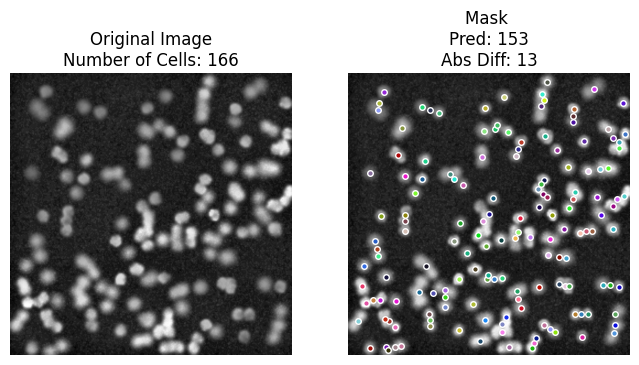 Original Image
Number of Cells: 166
Mask
Pred: 153
Abs Diff: 13